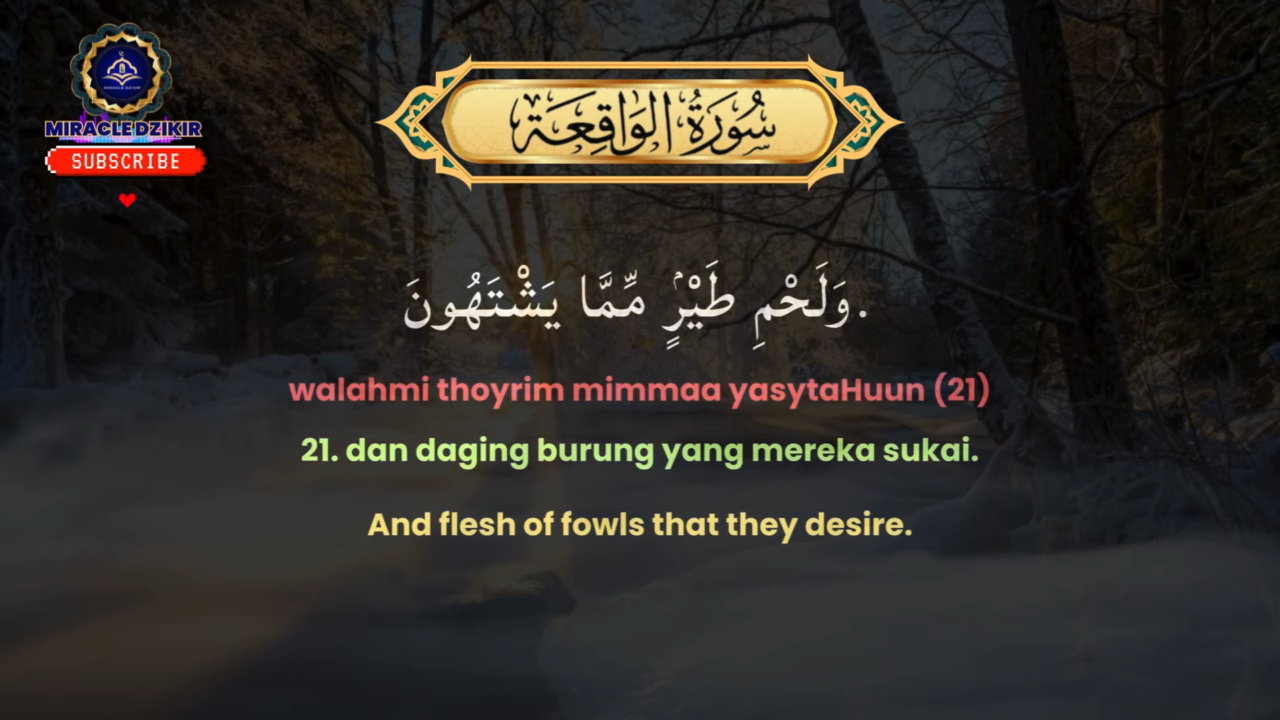 MIRACLE DZIKIR
SUBSCRIBE
سُورَةُ الْوَاقِعَةِ
وَلَحْمِ طَيْرٍۢ مِّمَّا يَشْتَهُونَ.
walahmi thoyrim mimmaa yasytaHuun (21)
21. dan daging burung yang mereka sukai.
And flesh of fowls that they desire.